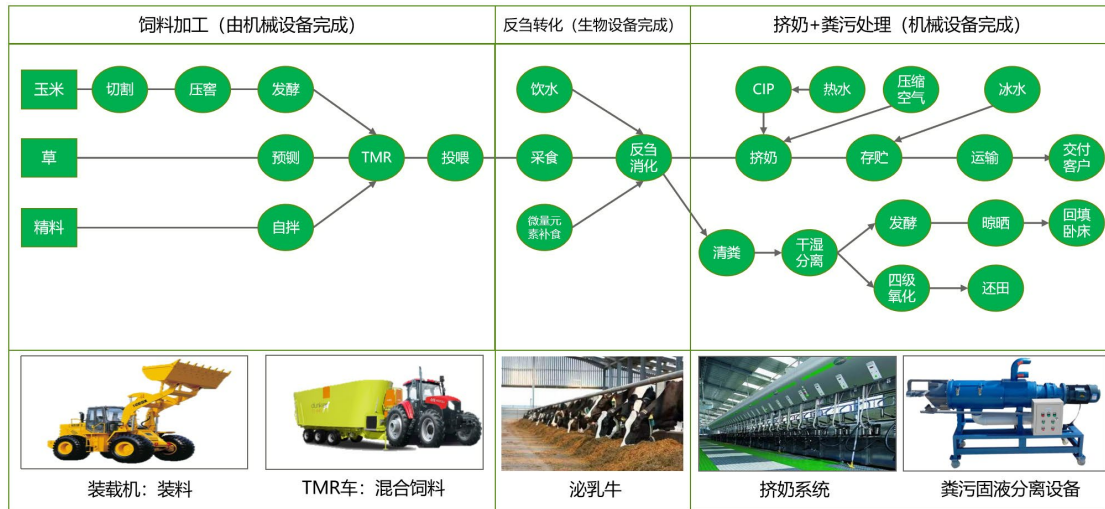 饲料加工（由机械设备完成）
反刍转化（生物设备完成）
挤奶+粪污处理（机械设备完成）
玉米
切割
压窖
发酵
草
预铡
TMR
投喂
精料
自拌
饮水
采食
反刍
消化
微量元
素补食
CIP
热水
压缩
空气
冰水
挤奶
存贮
运输
交付
客户
清粪
干湿
分离
发酵
晾晒
回填
卧床
四级
氧化
还田
装载机：装料
TMR车：混合饲料
泌乳牛
挤奶系统
粪污固液分离设备